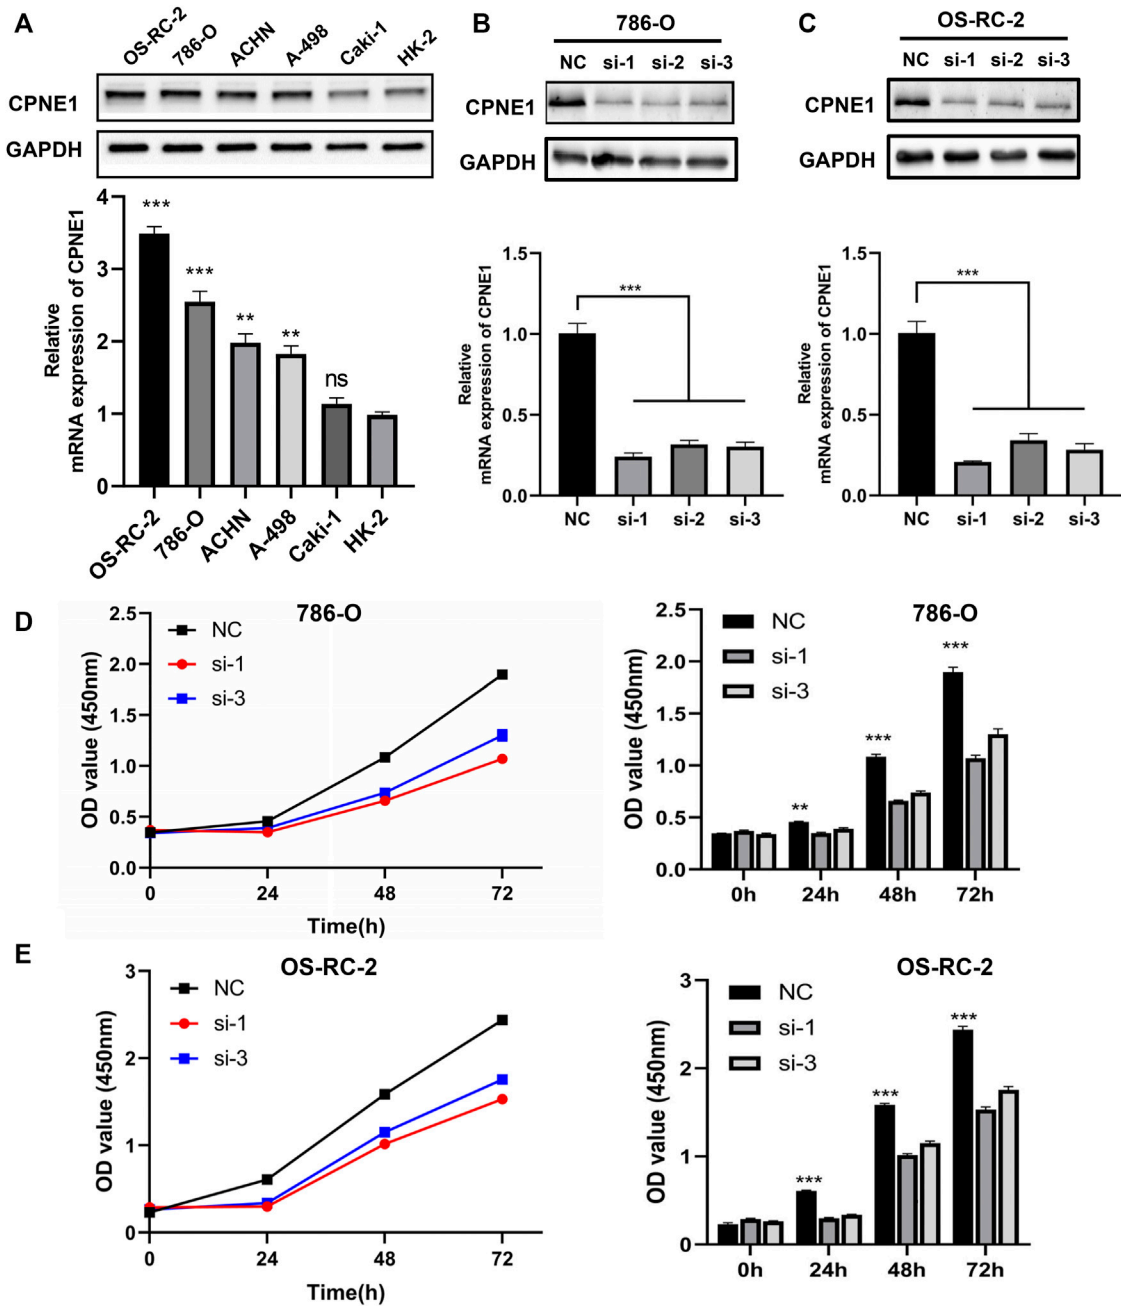 A
OS-RC-2 786-O ACHN A-498 Caki-1 HK-2
CPNE1
GAPDH
Relative
mRNA expression of CPNE1
4
3
2
1
0
*** *** ** ** ns
OS-RC-2 786-O ACHN A-498 Caki-1 HK-2
B
786-O
NC si-1 si-2 si-3
CPNE1
GAPDH
Relative
mRNA expression of CPNE1
1.5
1.0
0.5
0.0
***
NC si-1 si-2 si-3
C
OS-RC-2
NC si-1 si-2 si-3
CPNE1
GAPDH
Relative
mRNA expression of CPNE1
1.5
1.0
0.5
0.0
***
NC si-1 si-2 si-3
D
786-O
OD value (450nm)
2.5
2.0
1.5
1.0
0.5
0.0
NC
si-1
si-3
0 24 48 72
Time(h)
786-O
OD value (450nm)
2.5
2.0
1.5
1.0
0.5
0.0
NC
si-1
si-3
** *** ***
0h 24h 48h 72h
E
OS-RC-2
OD value (450nm)
3
2
1
0
NC
si-1
si-3
0 24 48 72
Time(h)
OS-RC-2
OD value (450nm)
3
2
1
0
NC
si-1
si-3
*** *** ***
0h 24h 48h 72h